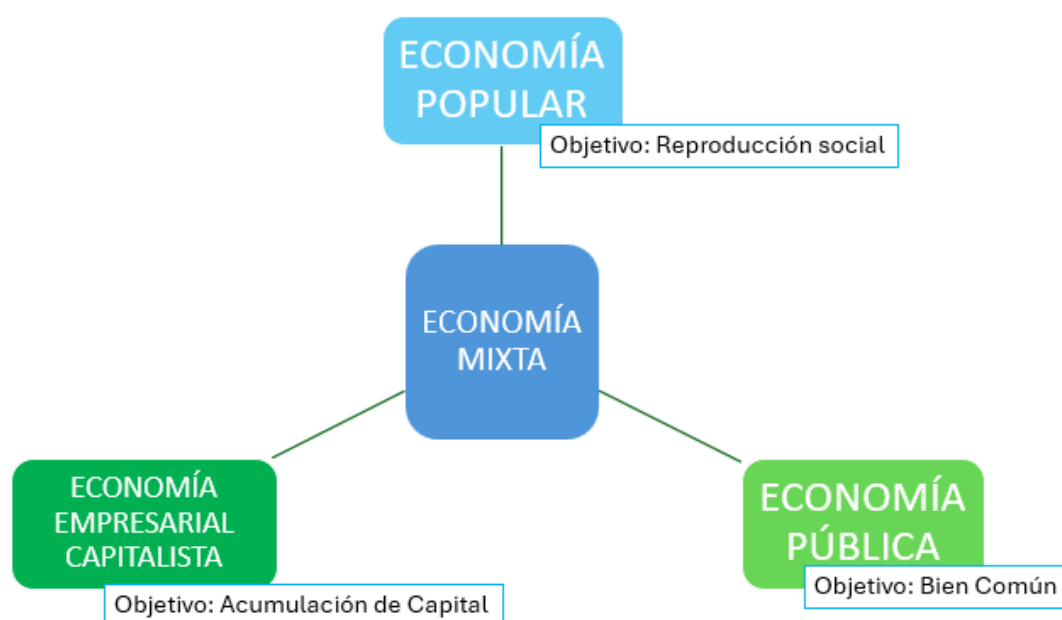 ECONOMÍA
POPULAR
Objetivo: Reproducción social
ECONOMÍA
MIXTA
ECONOMÍA
EMPRESARIAL
CAPITALISTA
Objetivo: Acumulación de Capital
ECONOMÍA
PÚBLICA
Objetivo: Bien Común